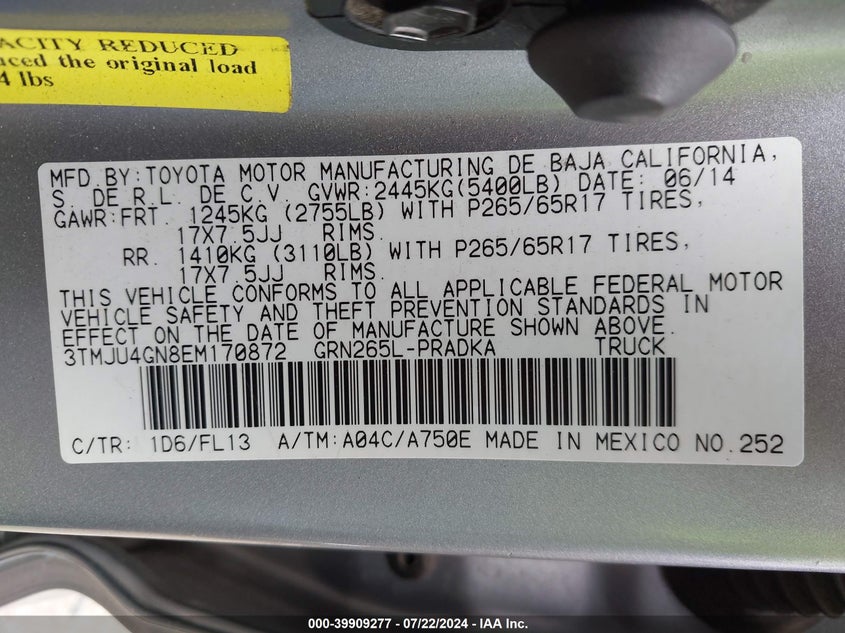 ACITY REDUCED
the original load
4 lbs
MFD.BY:TOYOTA MOTOR MANUFACTURING DE BAJA CALIFORNIA,
S. DE R.L. DE C.V. GVWR:2445KG(5400LB) DATE: 06/14
GAWR:FRT. 1245KG (2755LB) WITH P265/65R17 TIRES,
17X7.5JJ RIMS.
RR. 1410KG (3110LB) WITH P265/65R17 TIRES,
17X7.5JJ RIMS.
THIS VEHICLE CONFORMS TO ALL APPLICABLE FEDERAL MOTOR
VEHICLE SAFETY AND THEFT PREVENTION STANDARDS IN
EFFECT ON THE DATE OF MANUFACTURE SHOWN ABOVE.
3TMJU4GN8EM170872 GRN265L-PRADKA TRUCK
C/TR: 1D6/FL13 A/TM:A04C/A750E MADE IN MEXICO NO.252
000-39909277 - 07/22/2024 - IAA Inc.